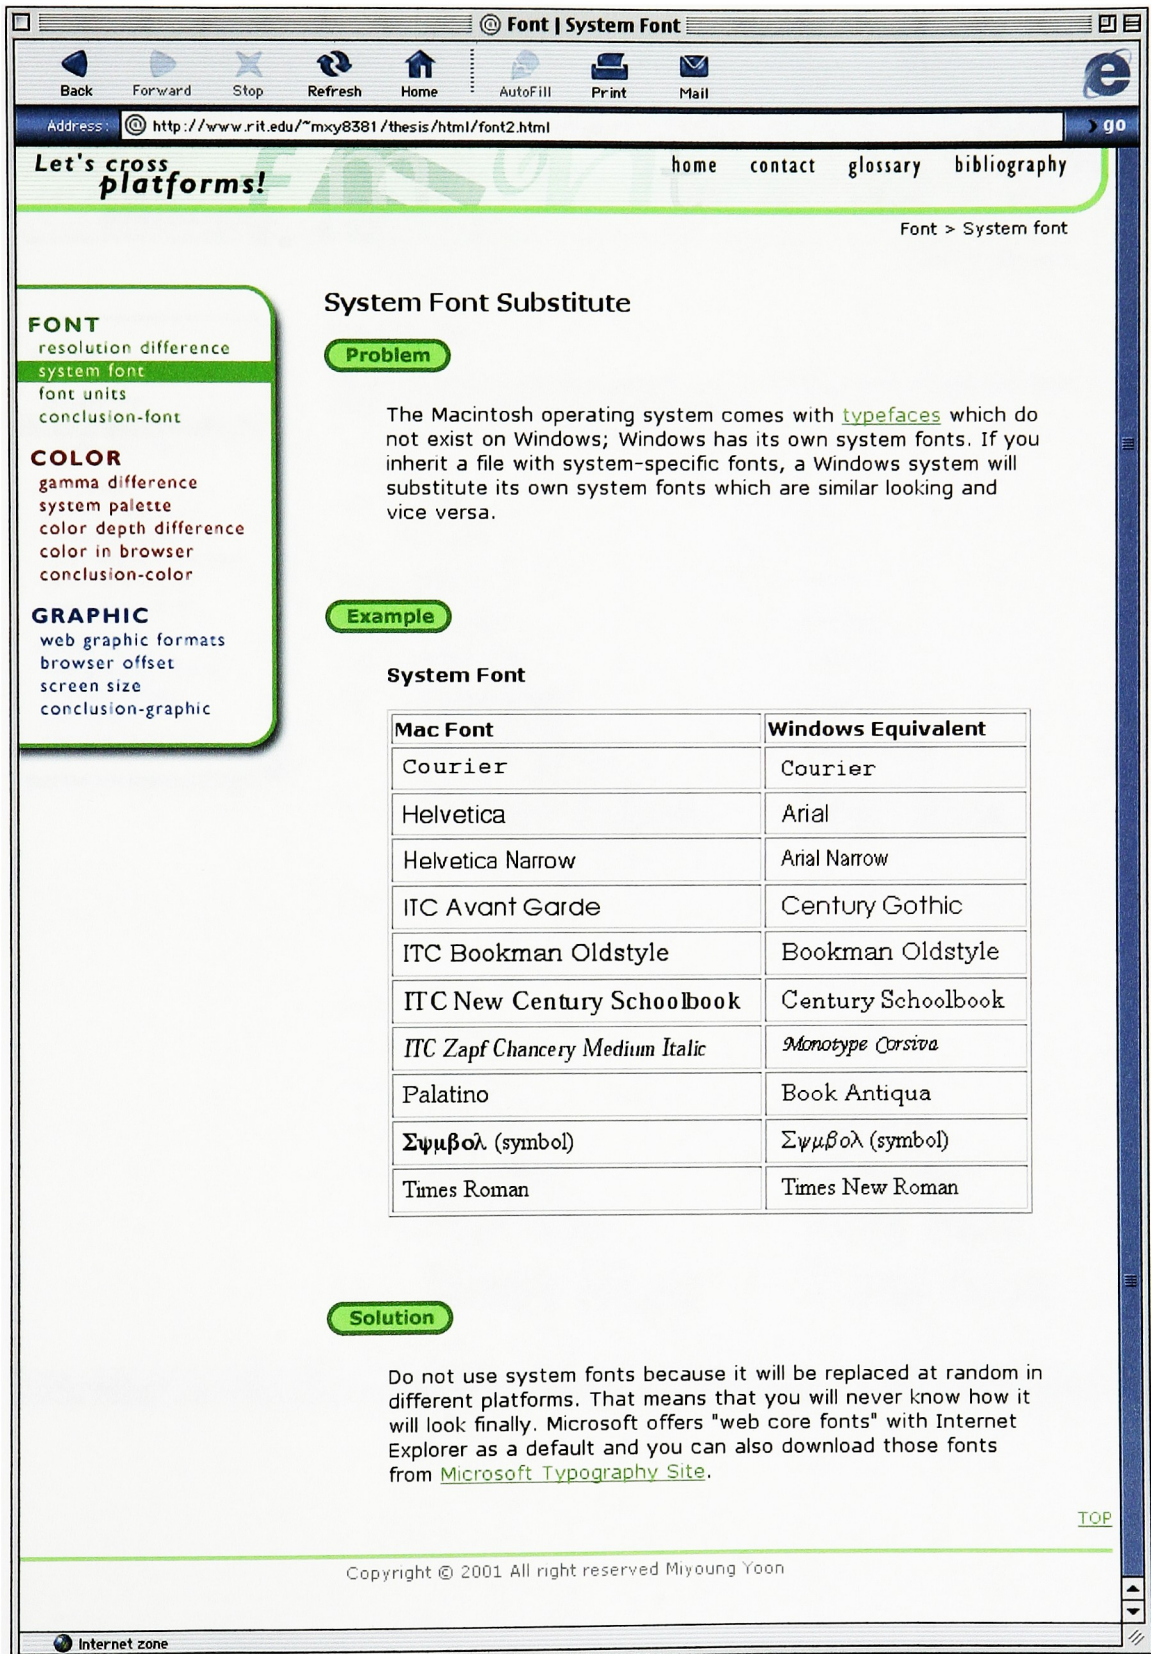 Font | System Font
Back Forward Stop Refresh Home AutoFill Print Mail
Address: http://www.rit.edu/~mxy8381/thesis/html/font2.html go
Let's cross
platforms!
home contact glossary bibliography
Font > System font
FONT
resolution difference
system font
font units
conclusion-font
COLOR
gamma difference
system palette
color depth difference
color in browser
conclusion-color
GRAPHIC
web graphic formats
browser offset
screen size
conclusion-graphic
System Font Substitute
Problem
The Macintosh operating system comes with typefaces which do
not exist on Windows; Windows has its own system fonts. If you
inherit a file with system-specific fonts, a Windows system will
substitute its own system fonts which are similar looking and
vice versa.
Example
System Font
Mac Font Windows Equivalent
Courier Courier
Helvetica Arial
Helvetica Narrow Arial Narrow
ITC Avant Garde Century Gothic
ITC Bookman Oldstyle Bookman Oldstyle
ITC New Century Schoolbook Century Schoolbook
ITC Zapf Chancery Medium Italic Monotype Corsiva
Palatino Book Antiqua
Σψμβολ (symbol) Σψμβολ (symbol)
Times Roman Times New Roman
Solution
Do not use system fonts because it will be replaced at random in
different platforms. That means that you will never know how it
will look finally. Microsoft offers "web core fonts" with Internet
Explorer as a default and you can also download those fonts
from Microsoft Typography Site.
TOP
Copyright © 2001 All right reserved Miyoung Yoon
Internet zone